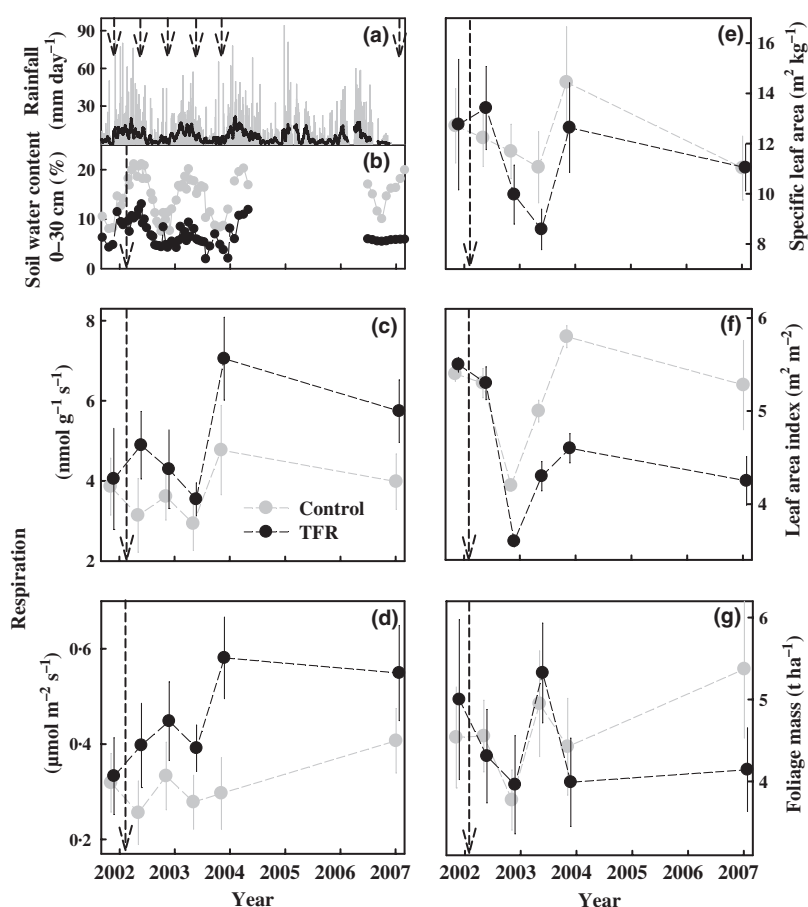 (a)
90
60
30
Rainfall
(mm day⁻¹)
(b)
20
10
0
Soil water content
0–30 cm (%)
(c)
8
6
4
2
(nmol g⁻¹ s⁻¹)
Control
TFR
Respiration
(d)
0·6
0·4
0·2
(µmol m⁻² s⁻¹)
2002 2003 2004 2005 2006 2007
Year
(e)
16
14
12
10
8
Specific leaf area (m² kg⁻¹)
(f)
6
5
4
Leaf area index (m² m⁻²)
(g)
6
5
4
Foliage mass (t ha⁻¹)
2002 2003 2004 2005 2006 2007
Year